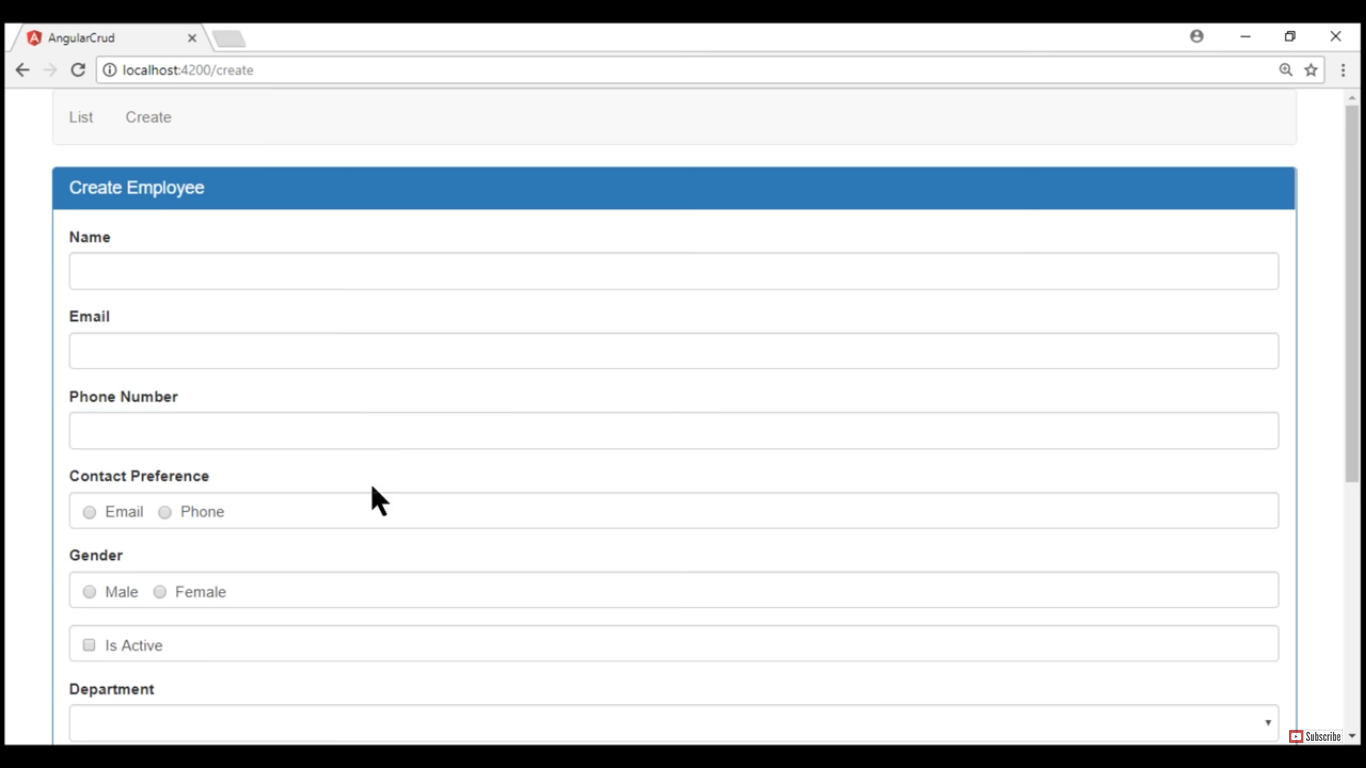 AngularCrud
localhost:4200/create
List Create
Create Employee
Name
Email
Phone Number
Contact Preference
Email Phone
Gender
Male Female
Is Active
Department
Subscribe